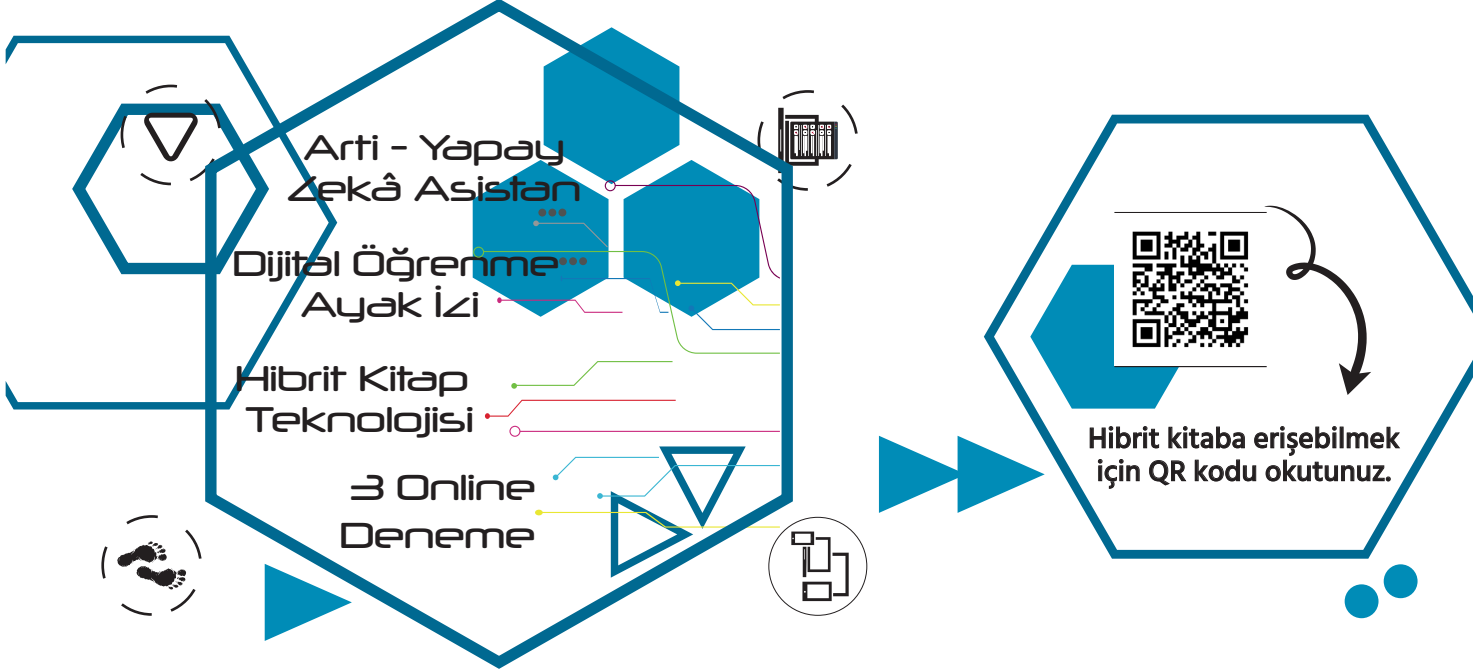 Arti - Yapay
Zekâ Asistan
Dijital Öğrenme
Ayak İzi
Hibrit Kitap
Teknolojisi
3 Online
Deneme
Hibrit kitaba erişebilmek
için QR kodu okutunuz.